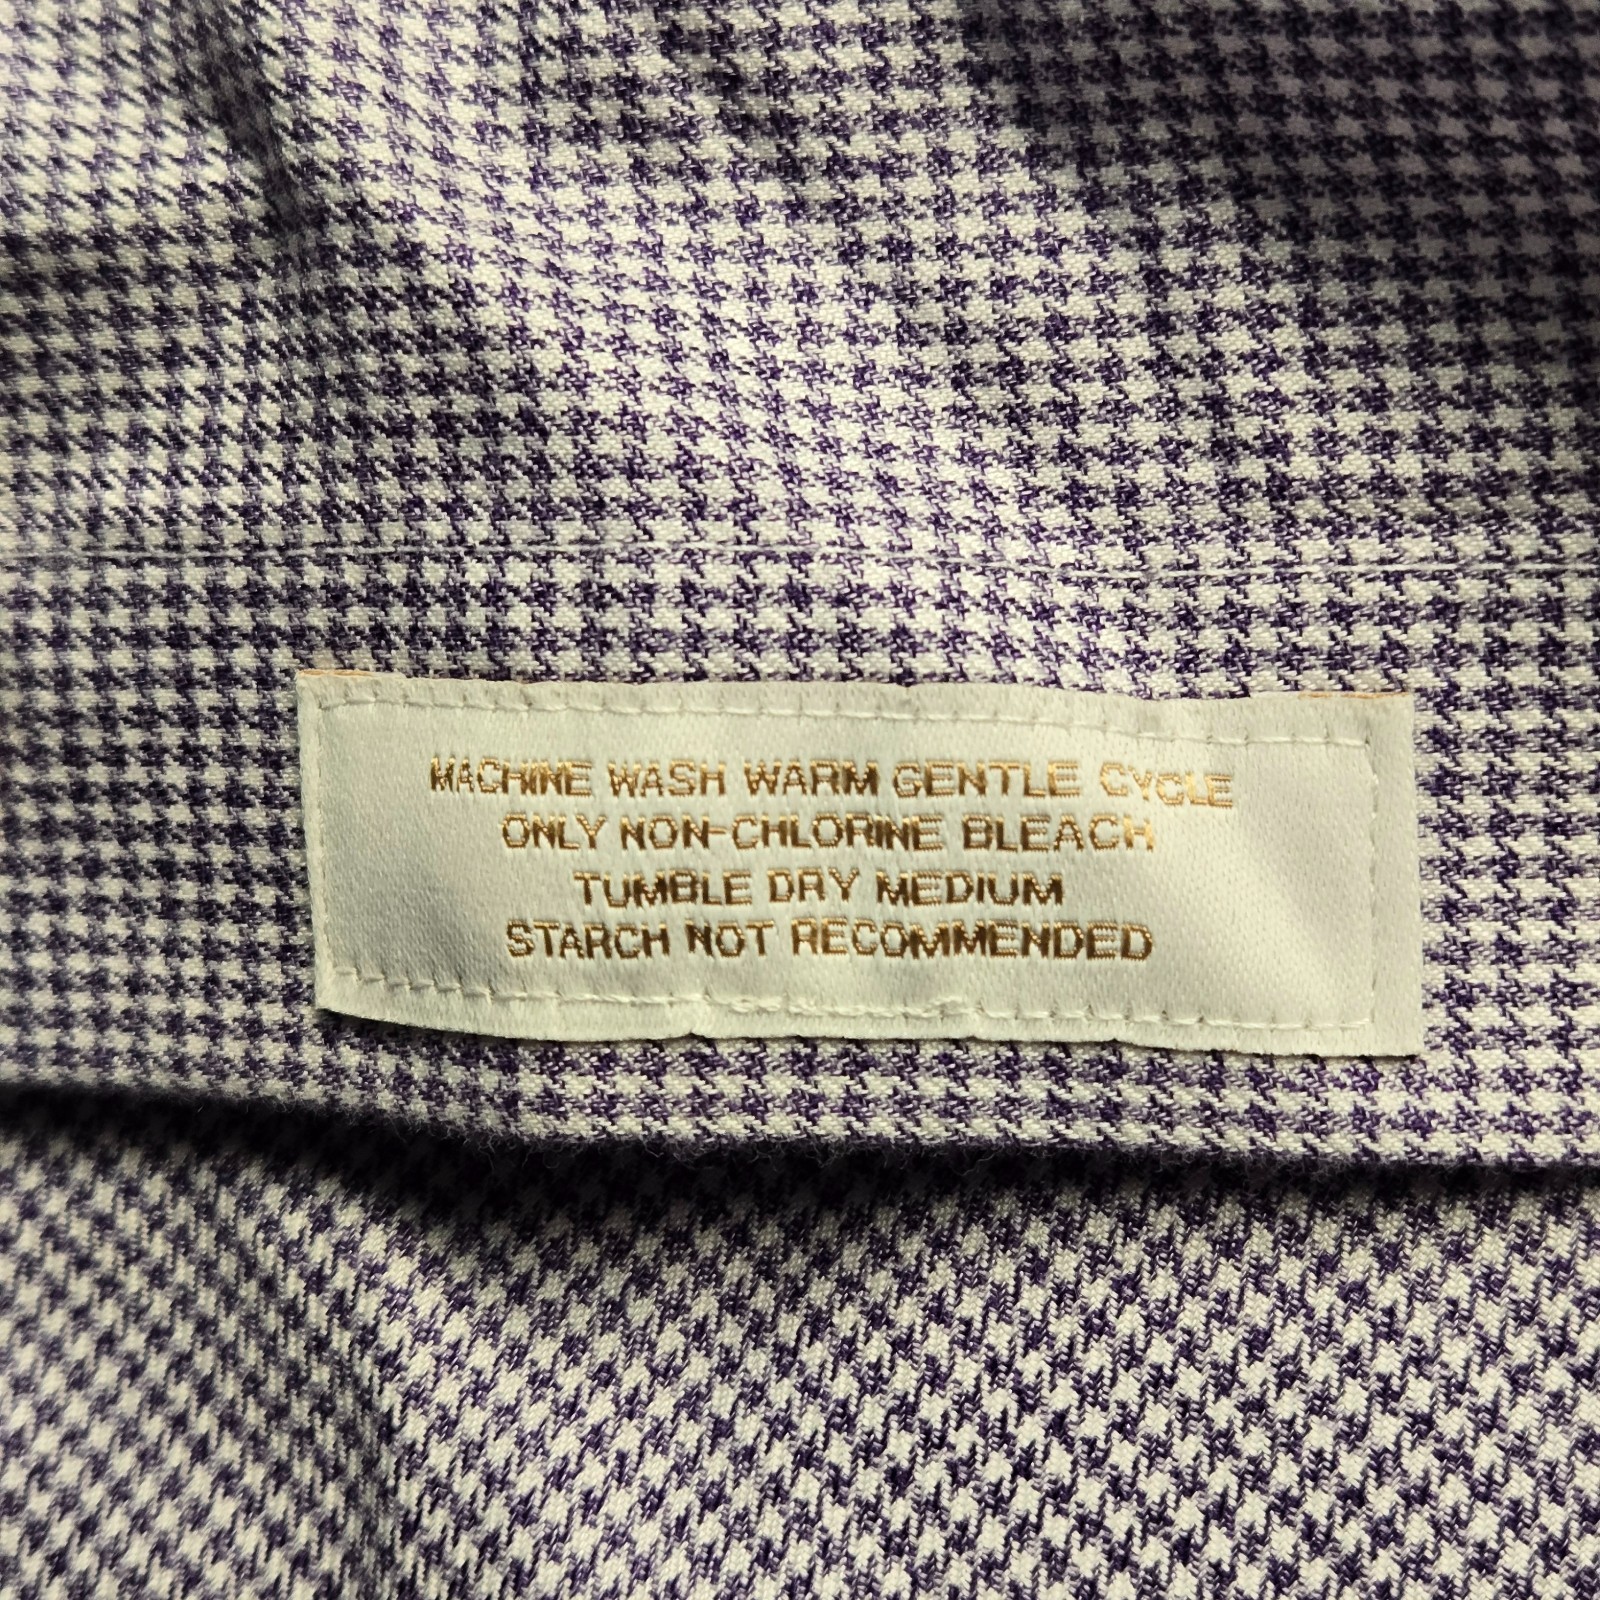 MACHINE WASH WARM GENTLE CYCLE
ONLY NON-CHLORINE BLEACH
TUMBLE DRY MEDIUM
STARCH NOT RECOMMENDED